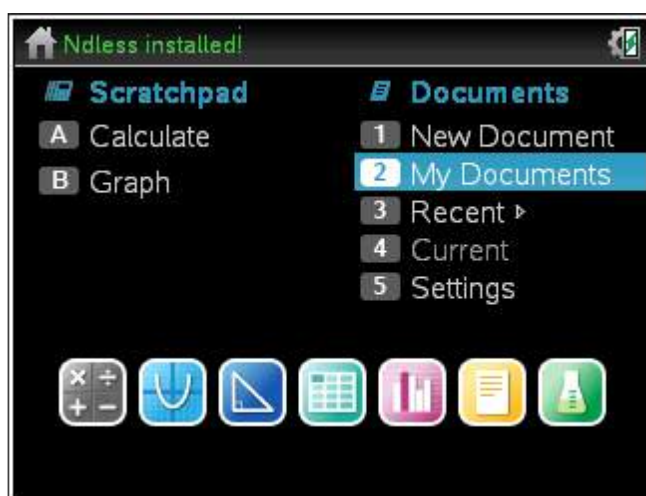 Ndless installed!
Scratchpad
A Calculate
B Graph
Documents
1 New Document
2 My Documents
3 Recent ▹
4 Current
5 Settings